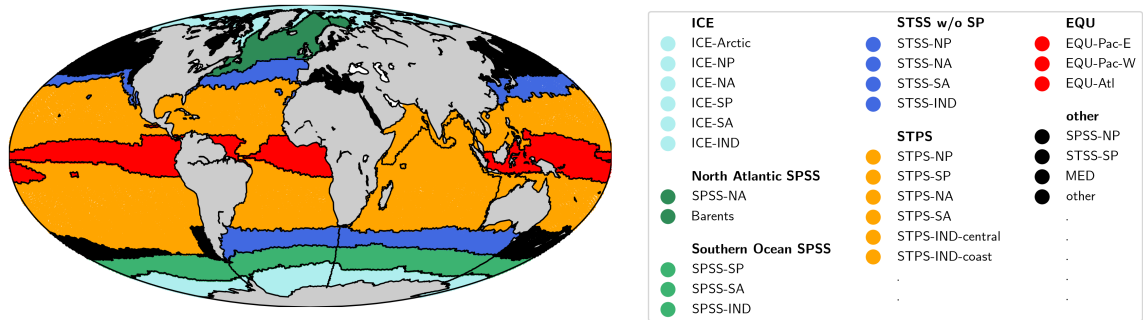 ICE
ICE-Arctic
ICE-NP
ICE-NA
ICE-SP
ICE-SA
ICE-IND
North Atlantic SPSS
SPSS-NA
Barents
Southern Ocean SPSS
SPSS-SP
SPSS-SA
SPSS-IND
STSS w/o SP
STSS-NP
STSS-NA
STSS-SA
STSS-IND
STPS
STPS-NP
STPS-SP
STPS-NA
STPS-SA
STPS-IND-central
STPS-IND-coast
.
.
EQU
EQU-Pac-E
EQU-Pac-W
EQU-Atl
other
SPSS-NP
STSS-SP
MED
other
.
.
.
.
.